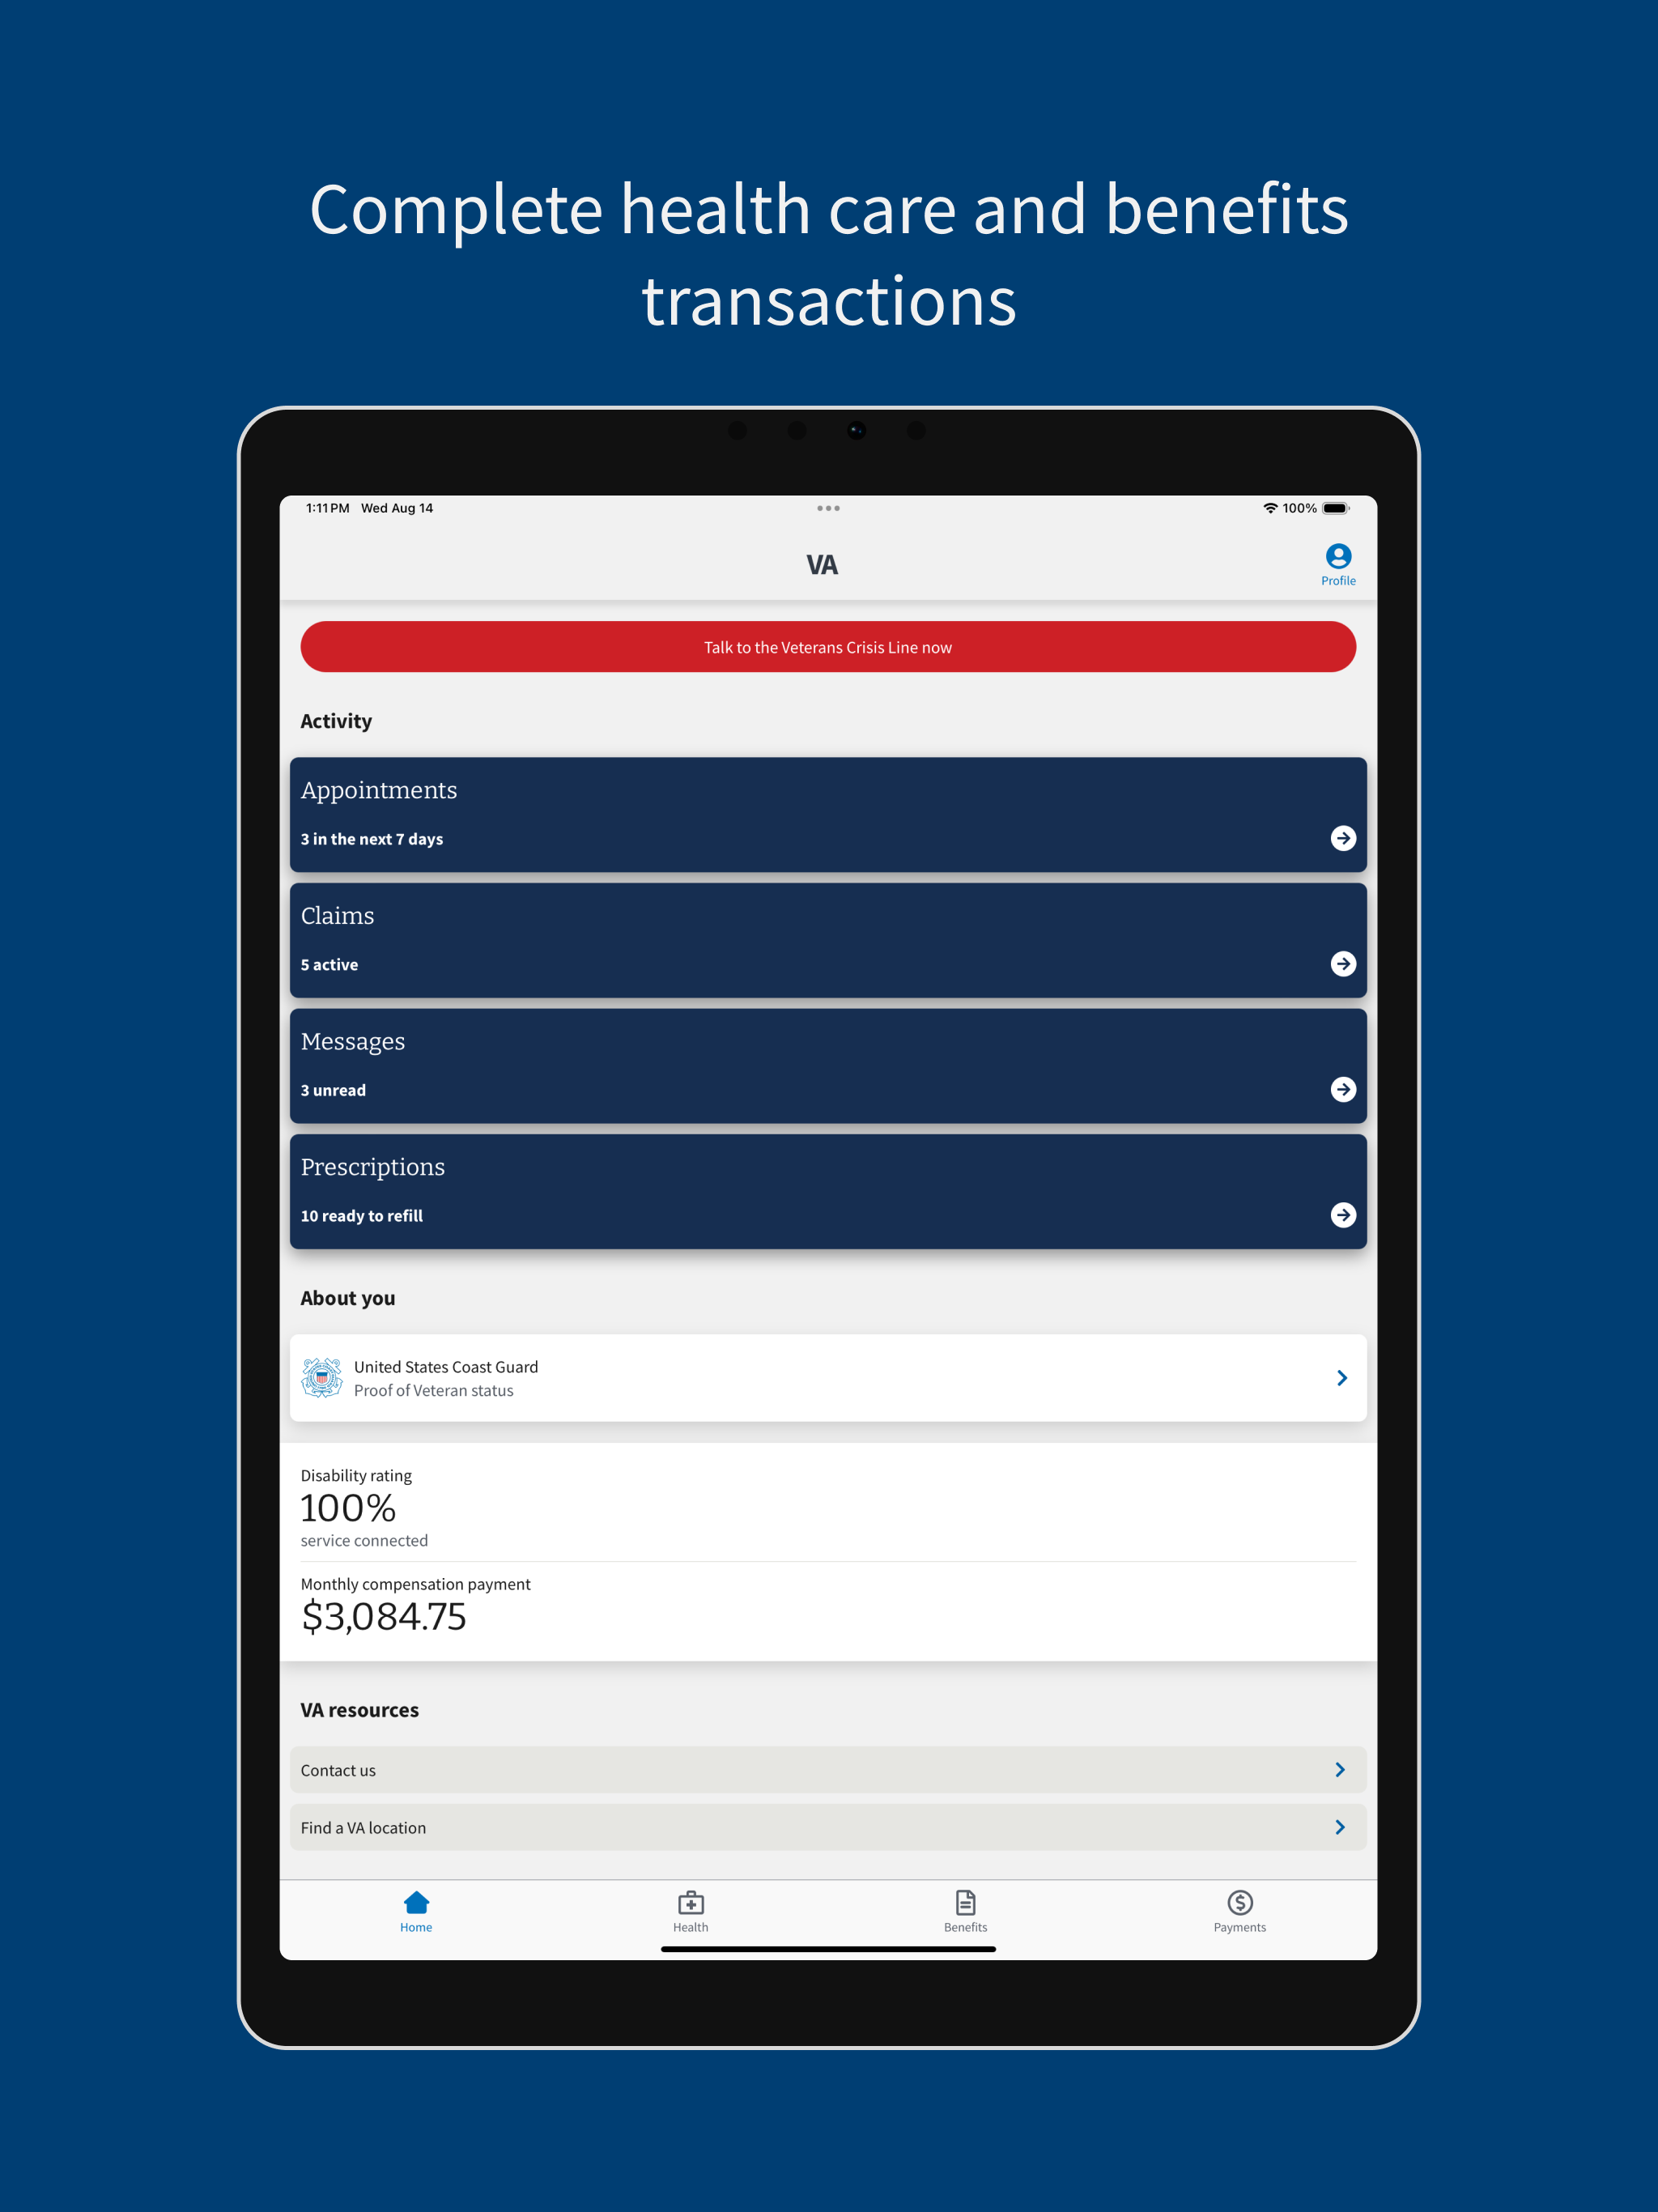 Complete health care and benefits
transactions
1:11 PM Wed Aug 14
100%
VA
Profile
Talk to the Veterans Crisis Line now
Activity
Appointments
3 in the next 7 days
Claims
5 active
Messages
3 unread
Prescriptions
10 ready to refill
About you
United States Coast Guard
Proof of Veteran status
Disability rating
100%
service connected
Monthly compensation payment
$3,084.75
VA resources
Contact us
Find a VA location
Home
Health
Benefits
Payments